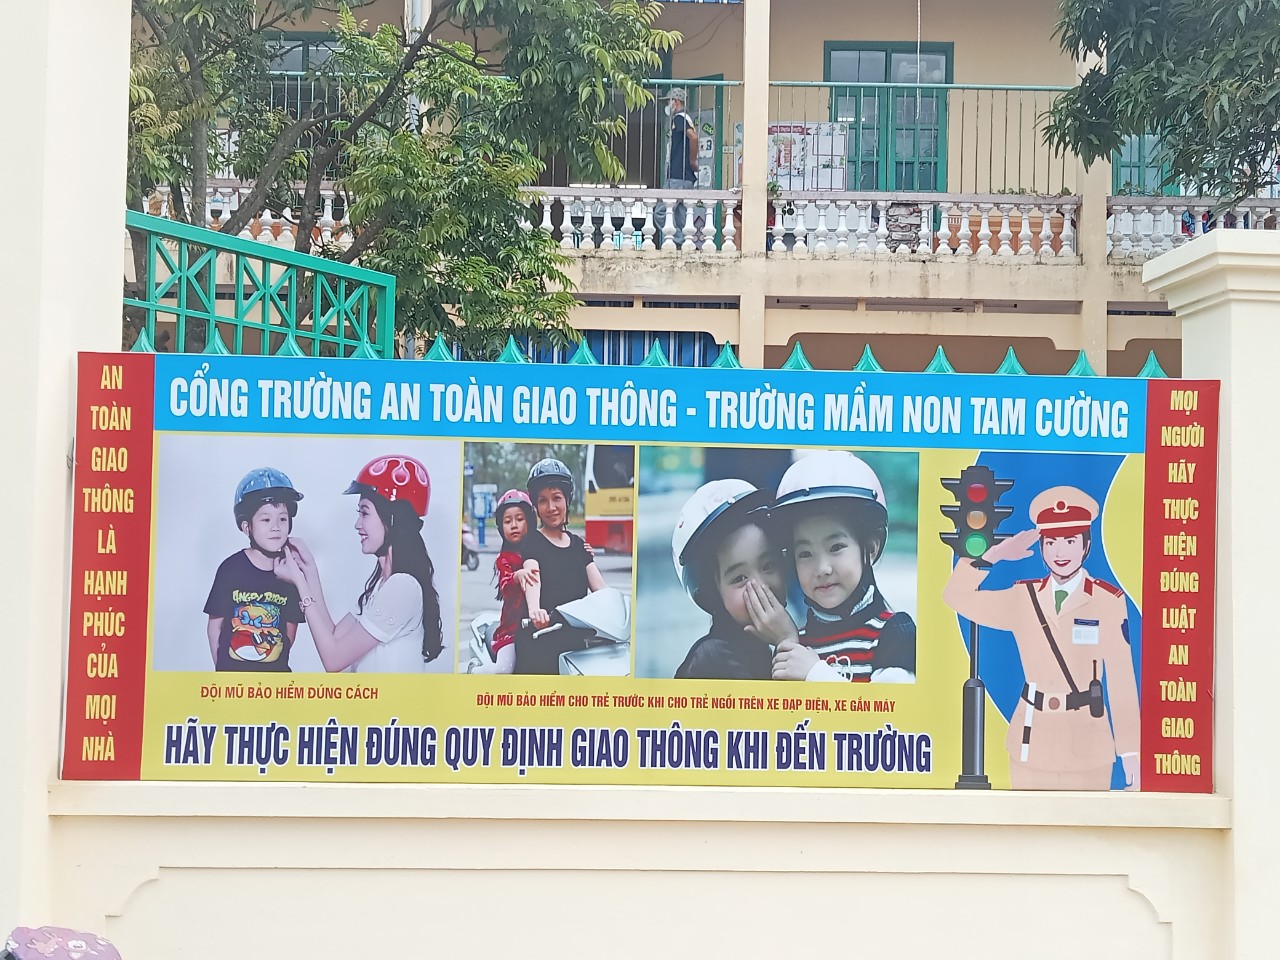 AN
TOÀN
GIAO
THÔNG
LÀ
HẠNH
PHÚC
CỦA
MỌI
NHÀ
CỔNG TRƯỜNG AN TOÀN GIAO THÔNG - TRƯỜNG MẦM NON TAM CƯỜNG
ANGRY BIRDS
ĐỘI MŨ BẢO HIỂM ĐÚNG CÁCH
ĐỘI MŨ BẢO HIỂM CHO TRẺ TRƯỚC KHI CHO TRẺ NGỒI TRÊN XE ĐẠP ĐIỆN, XE GẮN MÁY
HÃY THỰC HIỆN ĐÚNG QUY ĐỊNH GIAO THÔNG KHI ĐẾN TRƯỜNG
MỌI
NGƯỜI
HÃY
THỰC
HIỆN
ĐÚNG
LUẬT
AN
TOÀN
GIAO
THÔNG